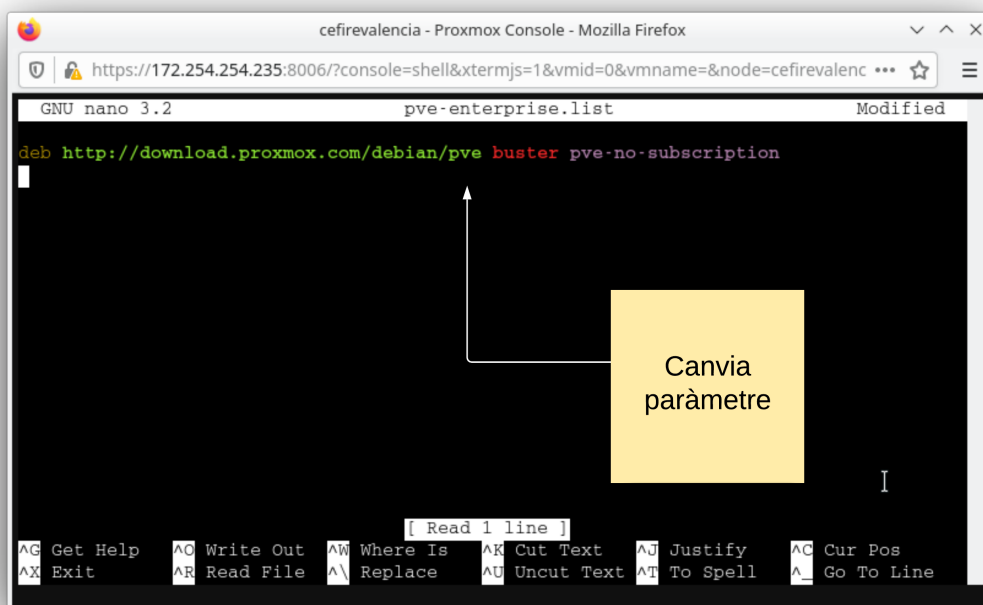 cefirevalencia - Proxmox Console - Mozilla Firefox
https://172.254.254.235:8006/?console=shell&xtermjs=1&vmid=0&vmname=&node=cefirevalenc
GNU nano 3.2 pve-enterprise.list Modified
deb http://download.proxmox.com/debian/pve buster pve-no-subscription
Canvia
paràmetre
[ Read 1 line ]
^G Get Help ^O Write Out ^W Where Is ^K Cut Text ^J Justify ^C Cur Pos
^X Exit ^R Read File ^\ Replace ^U Uncut Text ^T To Spell ^_ Go To Line